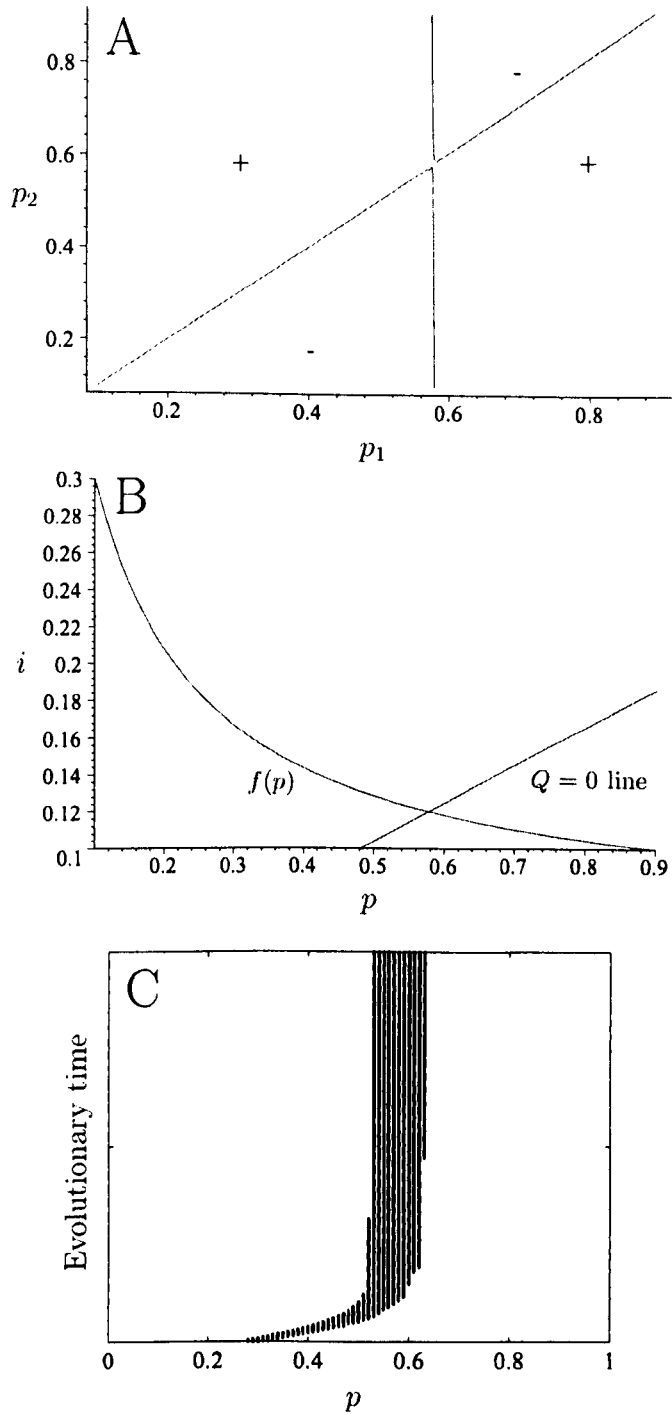 A
0.8
0.6
p2
0.4
0.2
+
-
+
-
0.2 0.4 0.6 0.8
p1
B
0.3
0.28
0.26
0.24
0.22
0.2
i
0.18
0.16
0.14
0.12
0.1
f(p)
Q = 0 line
0.2 0.3 0.4 0.5 0.6 0.7 0.8 0.9
p
C
Evolutionary time
0 0.2 0.4 0.6 0.8 1
p